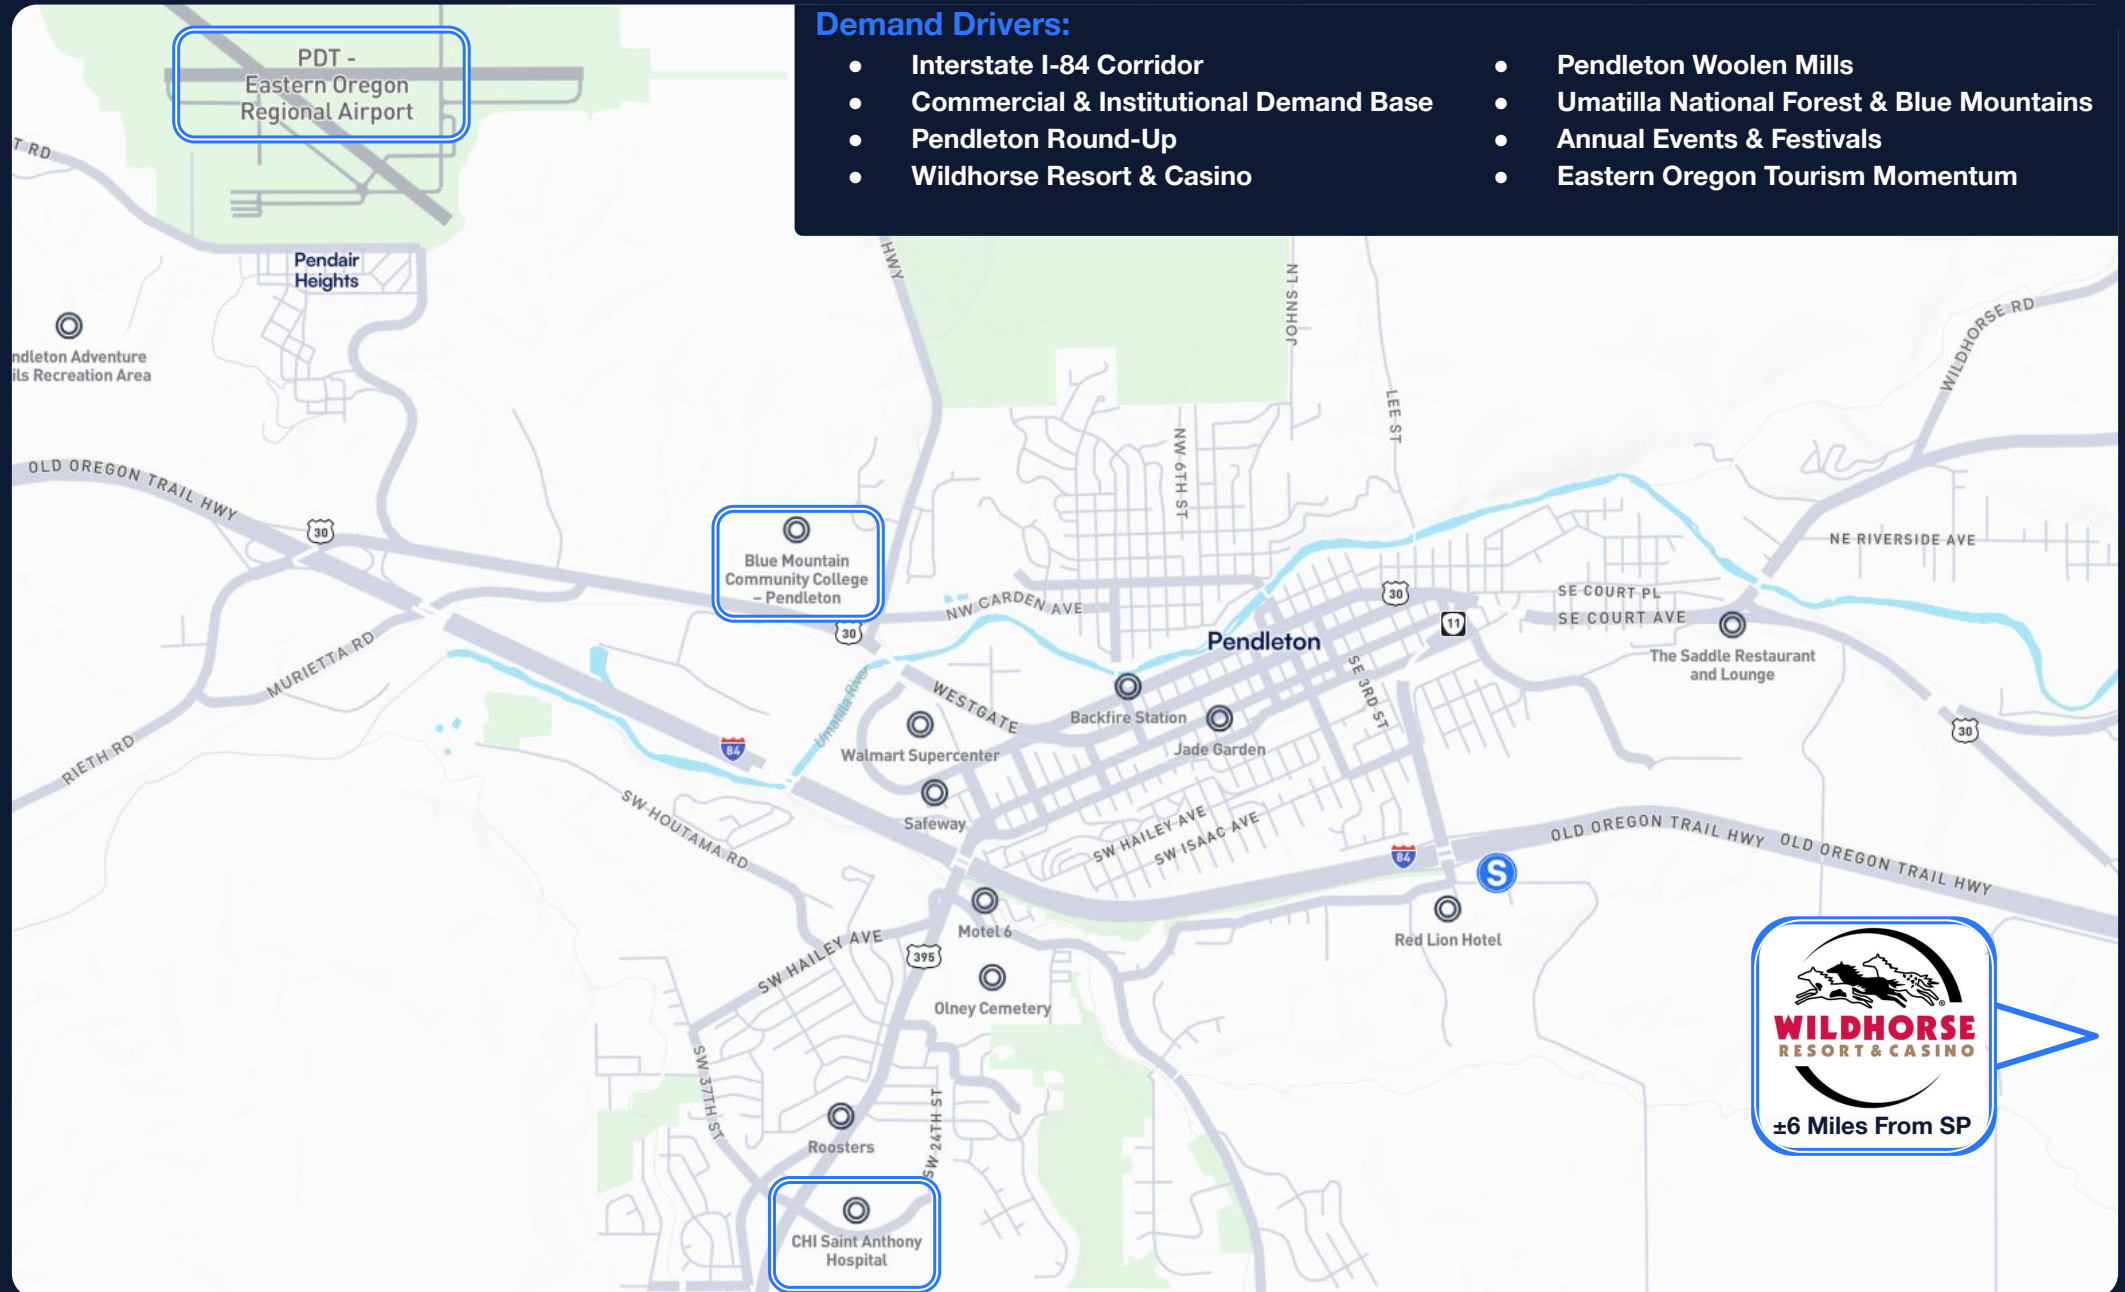 Demand Drivers:
● Interstate I-84 Corridor
● Commercial & Institutional Demand Base
● Pendleton Round-Up
● Wildhorse Resort & Casino
● Pendleton Woolen Mills
● Umatilla National Forest & Blue Mountains
● Annual Events & Festivals
● Eastern Oregon Tourism Momentum
PDT -
Eastern Oregon
Regional Airport
T RD
Pendair
Heights
ndleton Adventure
ils Recreation Area
HWY
JOHNS LN
LEE ST
WILDHORSE RD
NW 6TH ST
OLD OREGON TRAIL HWY
30
Blue Mountain
Community College
– Pendleton
30
NW CARDEN AVE
30
11
SE COURT PL
SE COURT AVE
NE RIVERSIDE AVE
Pendleton
The Saddle Restaurant
and Lounge
MURIETTA RD
RIETH RD
Umatilla River
WESTGATE
SE 3RD ST
Backfire Station
Jade Garden
Walmart Supercenter
84
30
Safeway
SW HOUTAMA RD
SW HAILEY AVE
SW ISAAC AVE
84
S
OLD OREGON TRAIL HWY
OLD OREGON TRAIL HWY
Motel 6
Red Lion Hotel
SW HAILEY AVE
395
Olney Cemetery
WILDHORSE
RESORT & CASINO
®
±6 Miles From SP
SW 37TH ST
SW 24TH ST
Roosters
CHI Saint Anthony
Hospital